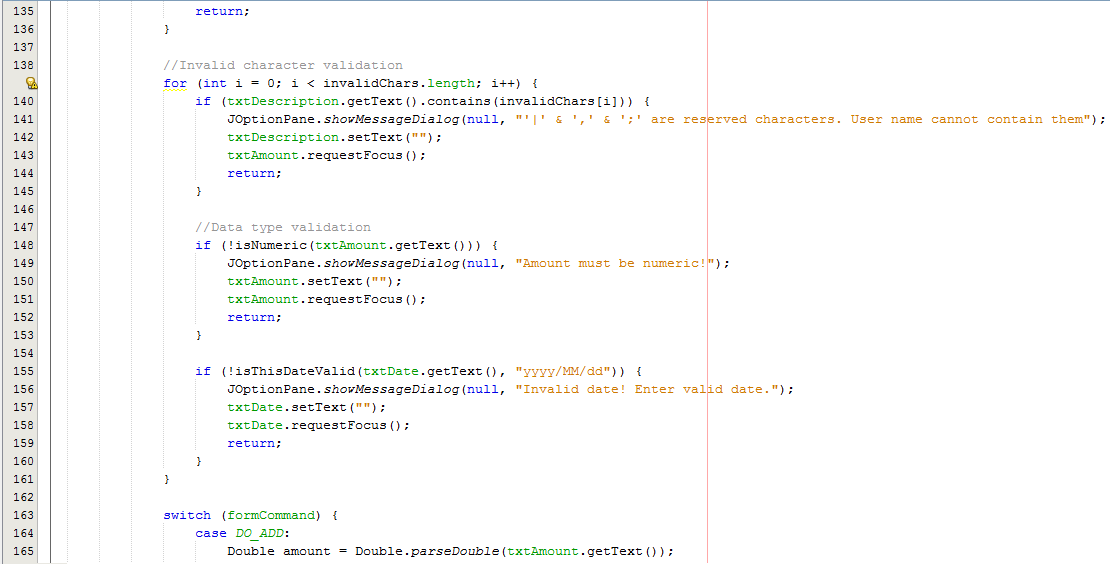 135 return;
136 }
137
138 //Invalid character validation
for (int i = 0; i < invalidChars.length; i++) {
140 if (txtDescription.getText().contains(invalidChars[i])) {
141 JOptionPane.showMessageDialog(null, "'|' & ',' & ';' are reserved characters. User name cannot contain them");
142 txtDescription.setText("");
143 txtAmount.requestFocus();
144 return;
145 }
146
147 //Data type validation
148 if (!isNumeric(txtAmount.getText())) {
149 JOptionPane.showMessageDialog(null, "Amount must be numeric!");
150 txtAmount.setText("");
151 txtAmount.requestFocus();
152 return;
153 }
154
155 if (!isThisDateValid(txtDate.getText(), "yyyy/MM/dd")) {
156 JOptionPane.showMessageDialog(null, "Invalid date! Enter valid date.");
157 txtDate.setText("");
158 txtDate.requestFocus();
159 return;
160 }
161 }
162
163 switch (formCommand) {
164 case DO_ADD:
165 Double amount = Double.parseDouble(txtAmount.getText());